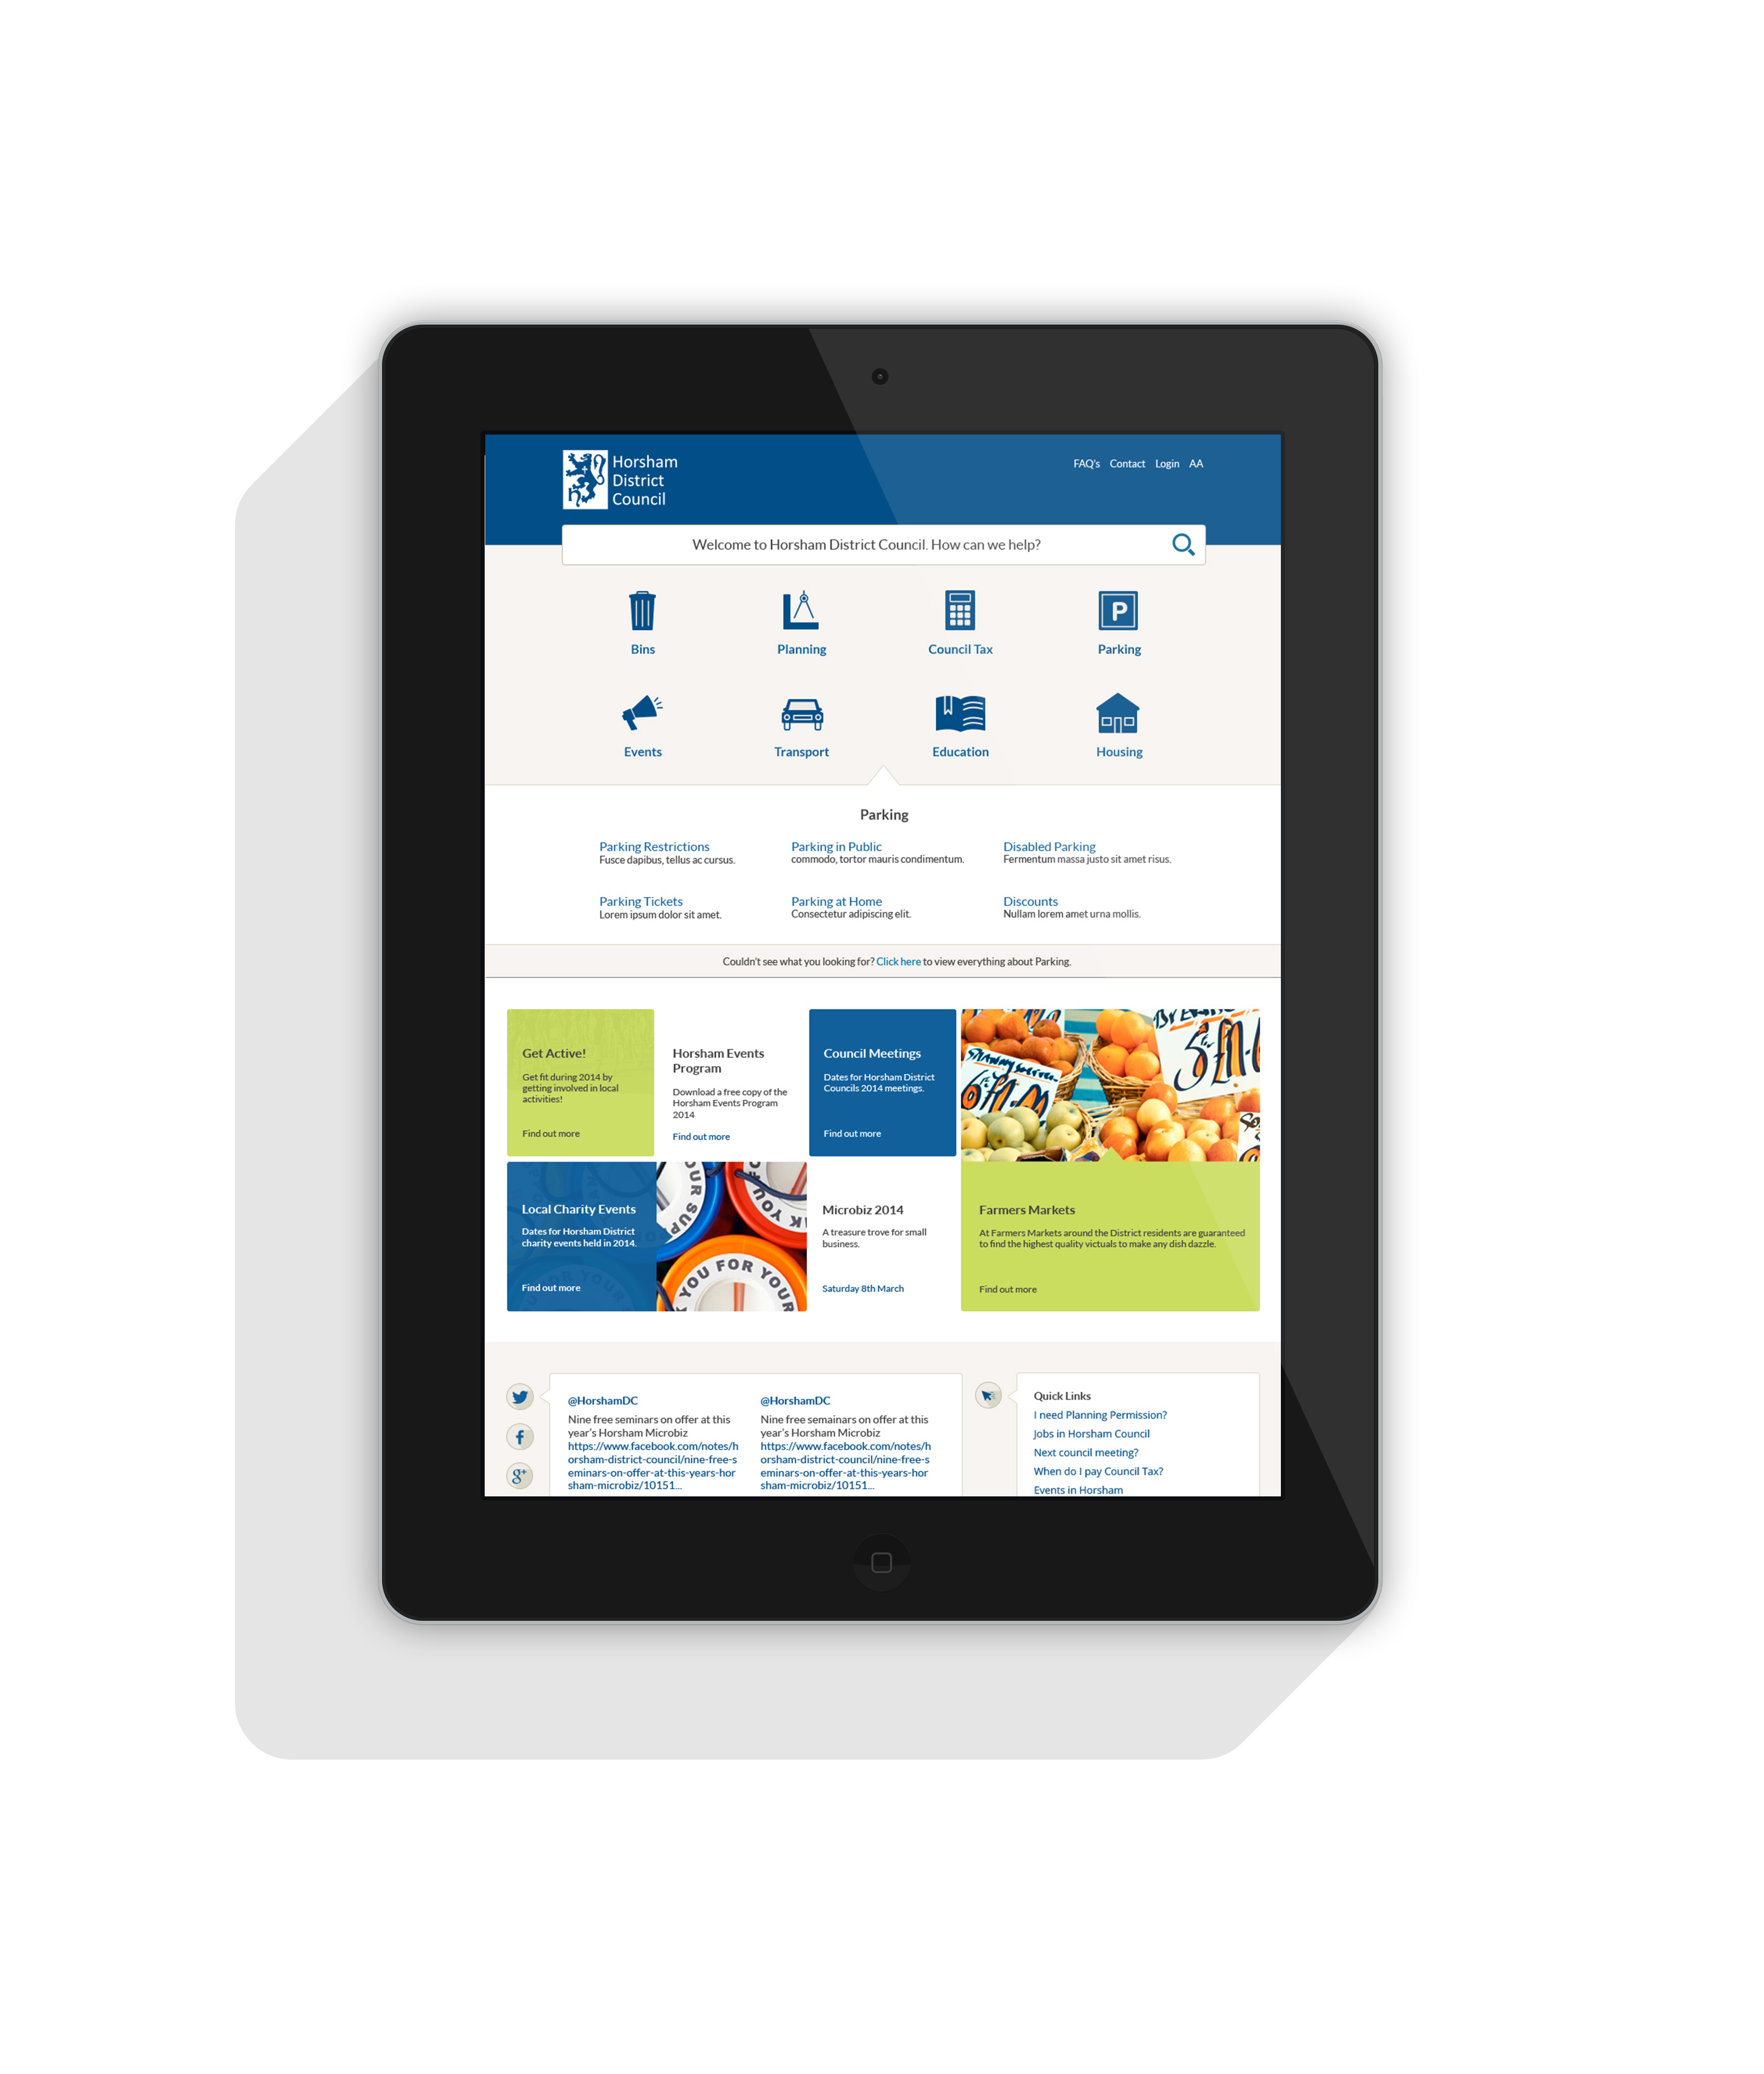 Horsham
District
Council
FAQ's Contact Login AA
Welcome to Horsham District Council. How can we help?
P
Bins Planning Council Tax Parking
Events Transport Education Housing
Parking
Parking Restrictions
Fusce dapibus, tellus ac cursus.
Parking in Public
commodo, tortor mauris condimentum.
Disabled Parking
Fermentum massa justo sit amet risus.
Parking Tickets
Lorem ipsum dolor sit amet.
Parking at Home
Consectetur adipiscing elit.
Discounts
Nullam lorem amet urna mollis.
Couldn't see what you looking for? Click here to view everything about Parking.
Get Active!
Get fit during 2014 by
getting involved in local
activities!
Find out more
Horsham Events
Program
Download a free copy of the
Horsham Events Program
2014
Find out more
Council Meetings
Dates for Horsham District
Councils 2014 meetings.
Find out more
Local Charity Events
Dates for Horsham District
charity events held in 2014.
Find out more
YOU FOR YOUR
Microbiz 2014
A treasure trove for small
business.
Saturday 8th March
Farmers Markets
At Farmers Markets around the District residents are guaranteed
to find the highest quality victuals to make any dish dazzle.
Find out more
@HorshamDC
Nine free seminars on offer at this
year's Horsham Microbiz
https://www.facebook.com/notes/h
orsham-district-council/nine-free-s
eminars-on-offer-at-this-years-hor
sham-microbiz/10151...
@HorshamDC
Nine free semainars on offer at this
year's Horsham Microbiz
https://www.facebook.com/notes/h
orsham-district-council/nine-free-s
eminars-on-offer-at-this-years-hor
sham-microbiz/10151...
Quick Links
I need Planning Permission?
Jobs in Horsham Council
Next council meeting?
When do I pay Council Tax?
Events in Horsham